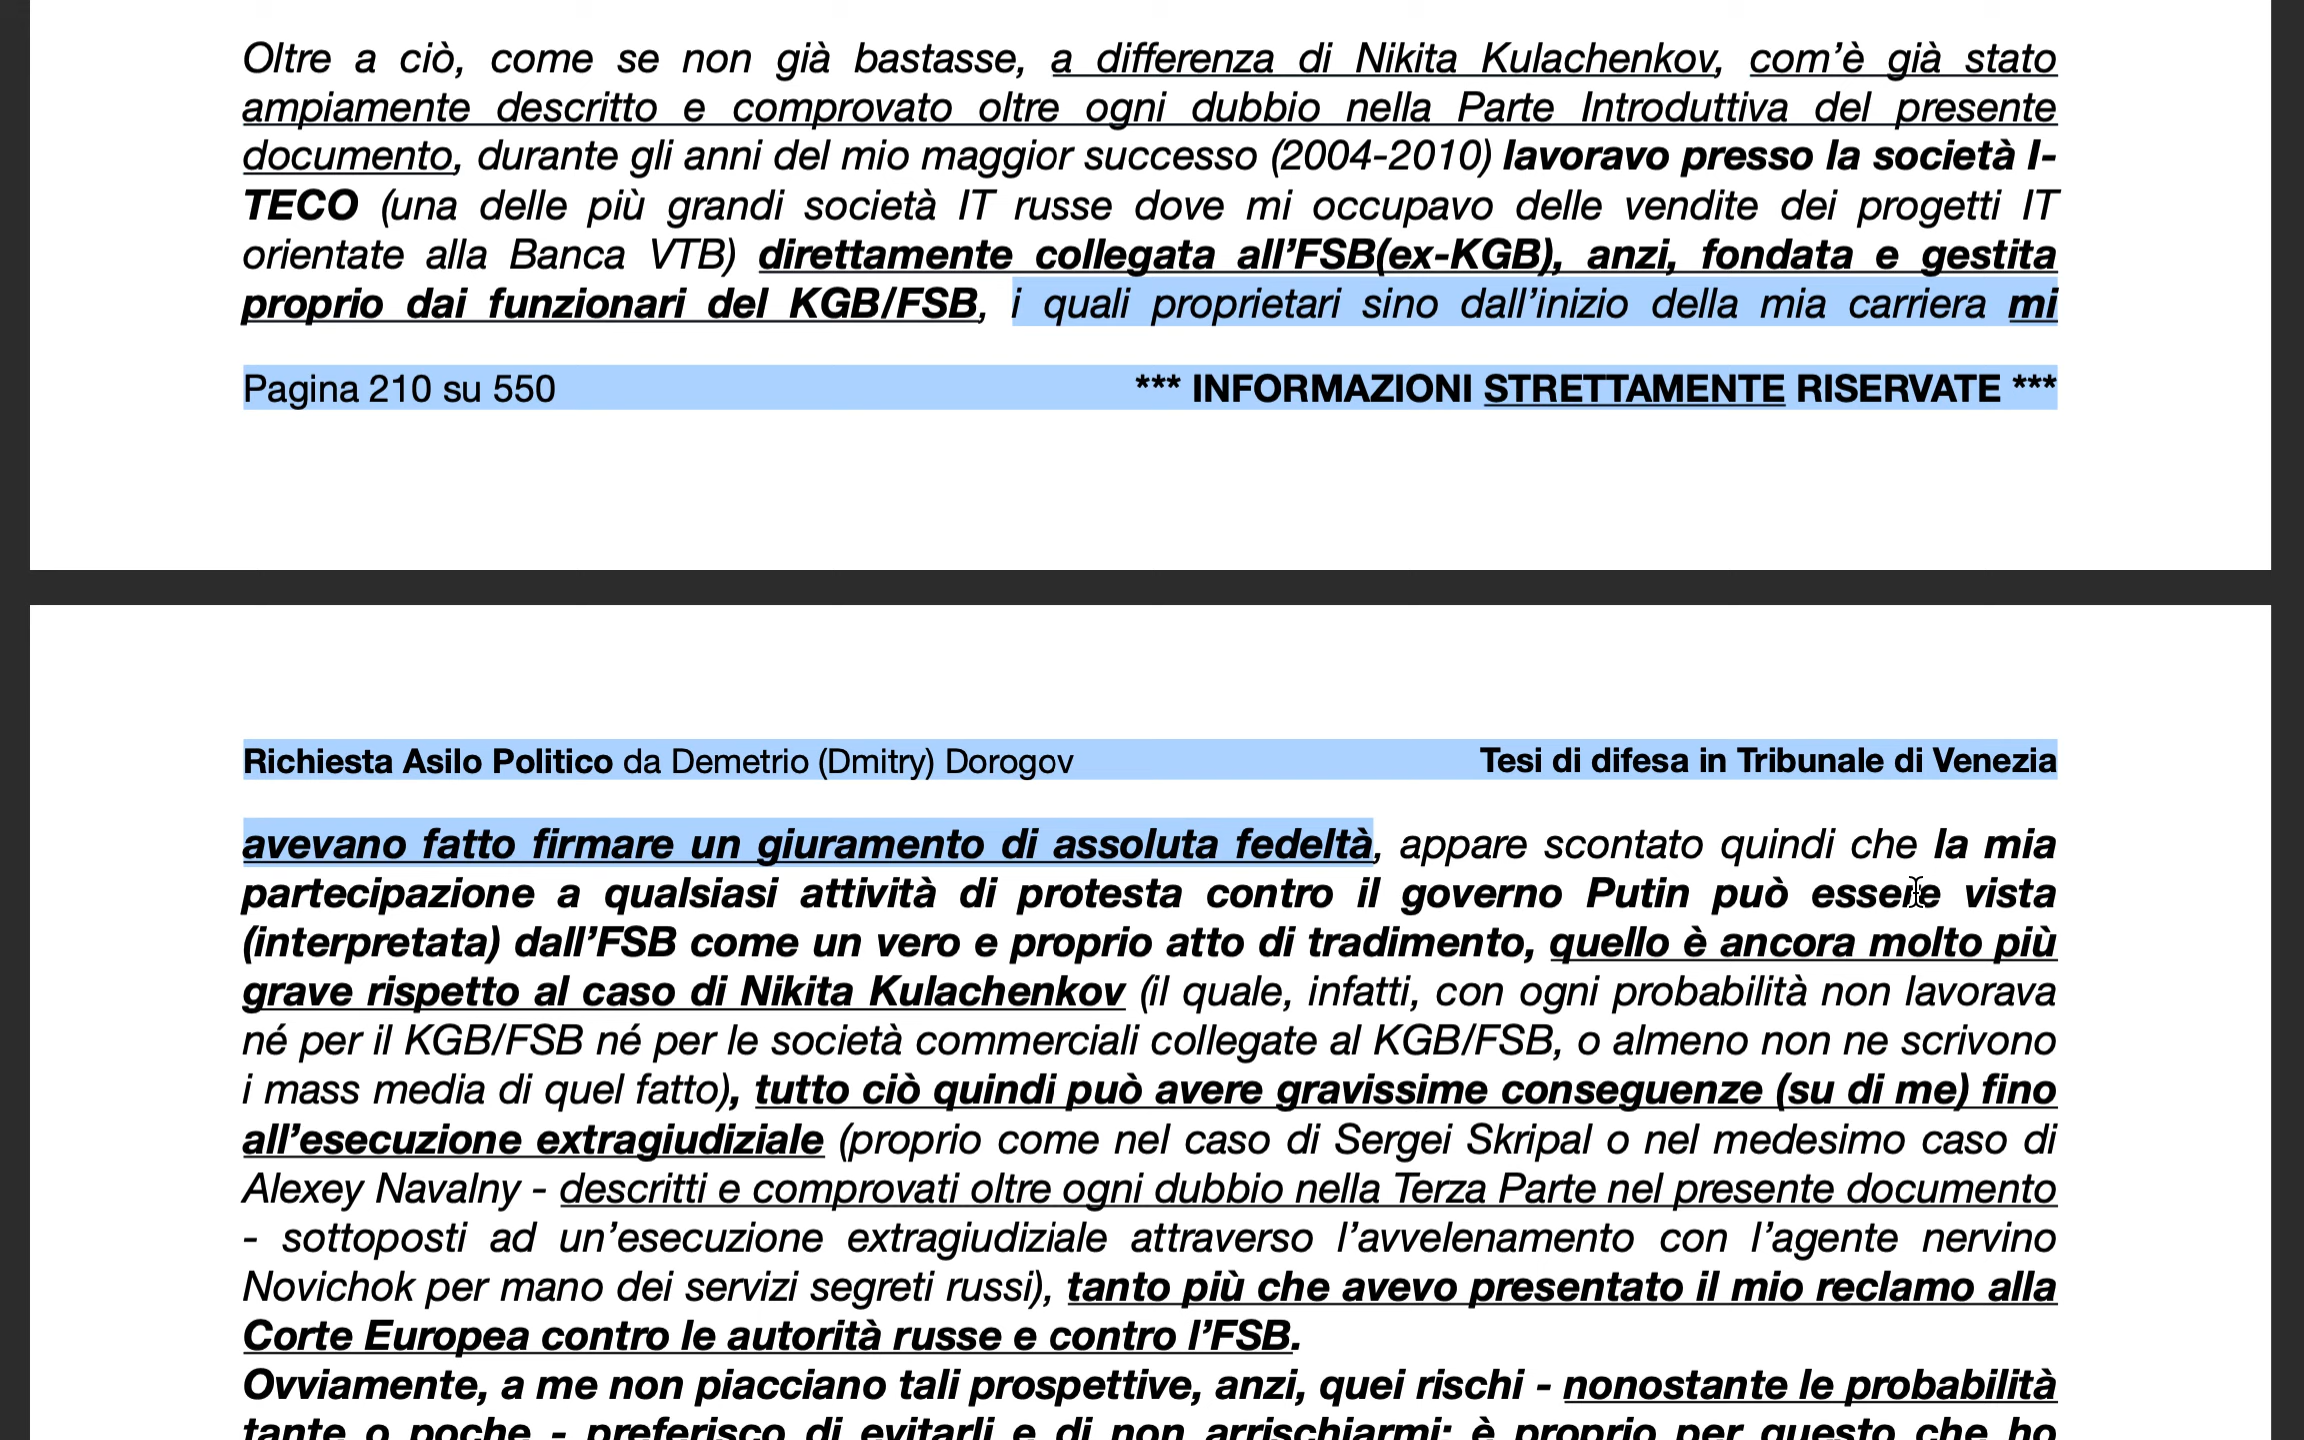 Oltre a ciò, come se non già bastasse, a differenza di Nikita Kulachenkov, com’è già stato
ampiamente descritto e comprovato oltre ogni dubbio nella Parte Introduttiva del presente
documento, durante gli anni del mio maggior successo (2004-2010) lavoravo presso la società I-
TECO (una delle più grandi società IT russe dove mi occupavo delle vendite dei progetti IT
orientate alla Banca VTB) direttamente collegata all’FSB(ex-KGB), anzi, fondata e gestita
proprio dai funzionari del KGB/FSB, i quali proprietari sino dall’inizio della mia carriera mi
Pagina 210 su 550 *** INFORMAZIONI STRETTAMENTE RISERVATE ***
Richiesta Asilo Politico da Demetrio (Dmitry) Dorogov Tesi di difesa in Tribunale di Venezia
avevano fatto firmare un giuramento di assoluta fedeltà, appare scontato quindi che la mia
partecipazione a qualsiasi attività di protesta contro il governo Putin può essere vista
(interpretata) dall’FSB come un vero e proprio atto di tradimento, quello è ancora molto più
grave rispetto al caso di Nikita Kulachenkov (il quale, infatti, con ogni probabilità non lavorava
né per il KGB/FSB né per le società commerciali collegate al KGB/FSB, o almeno non ne scrivono
i mass media di quel fatto), tutto ciò quindi può avere gravissime conseguenze (su di me) fino
all’esecuzione extragiudiziale (proprio come nel caso di Sergei Skripal o nel medesimo caso di
Alexey Navalny - descritti e comprovati oltre ogni dubbio nella Terza Parte nel presente documento
- sottoposti ad un’esecuzione extragiudiziale attraverso l’avvelenamento con l’agente nervino
Novichok per mano dei servizi segreti russi), tanto più che avevo presentato il mio reclamo alla
Corte Europea contro le autorità russe e contro l’FSB.
Ovviamente, a me non piacciano tali prospettive, anzi, quei rischi - nonostante le probabilità
tante o poche - preferisco di evitarli e di non arrischiarmi; è proprio per questo che ho